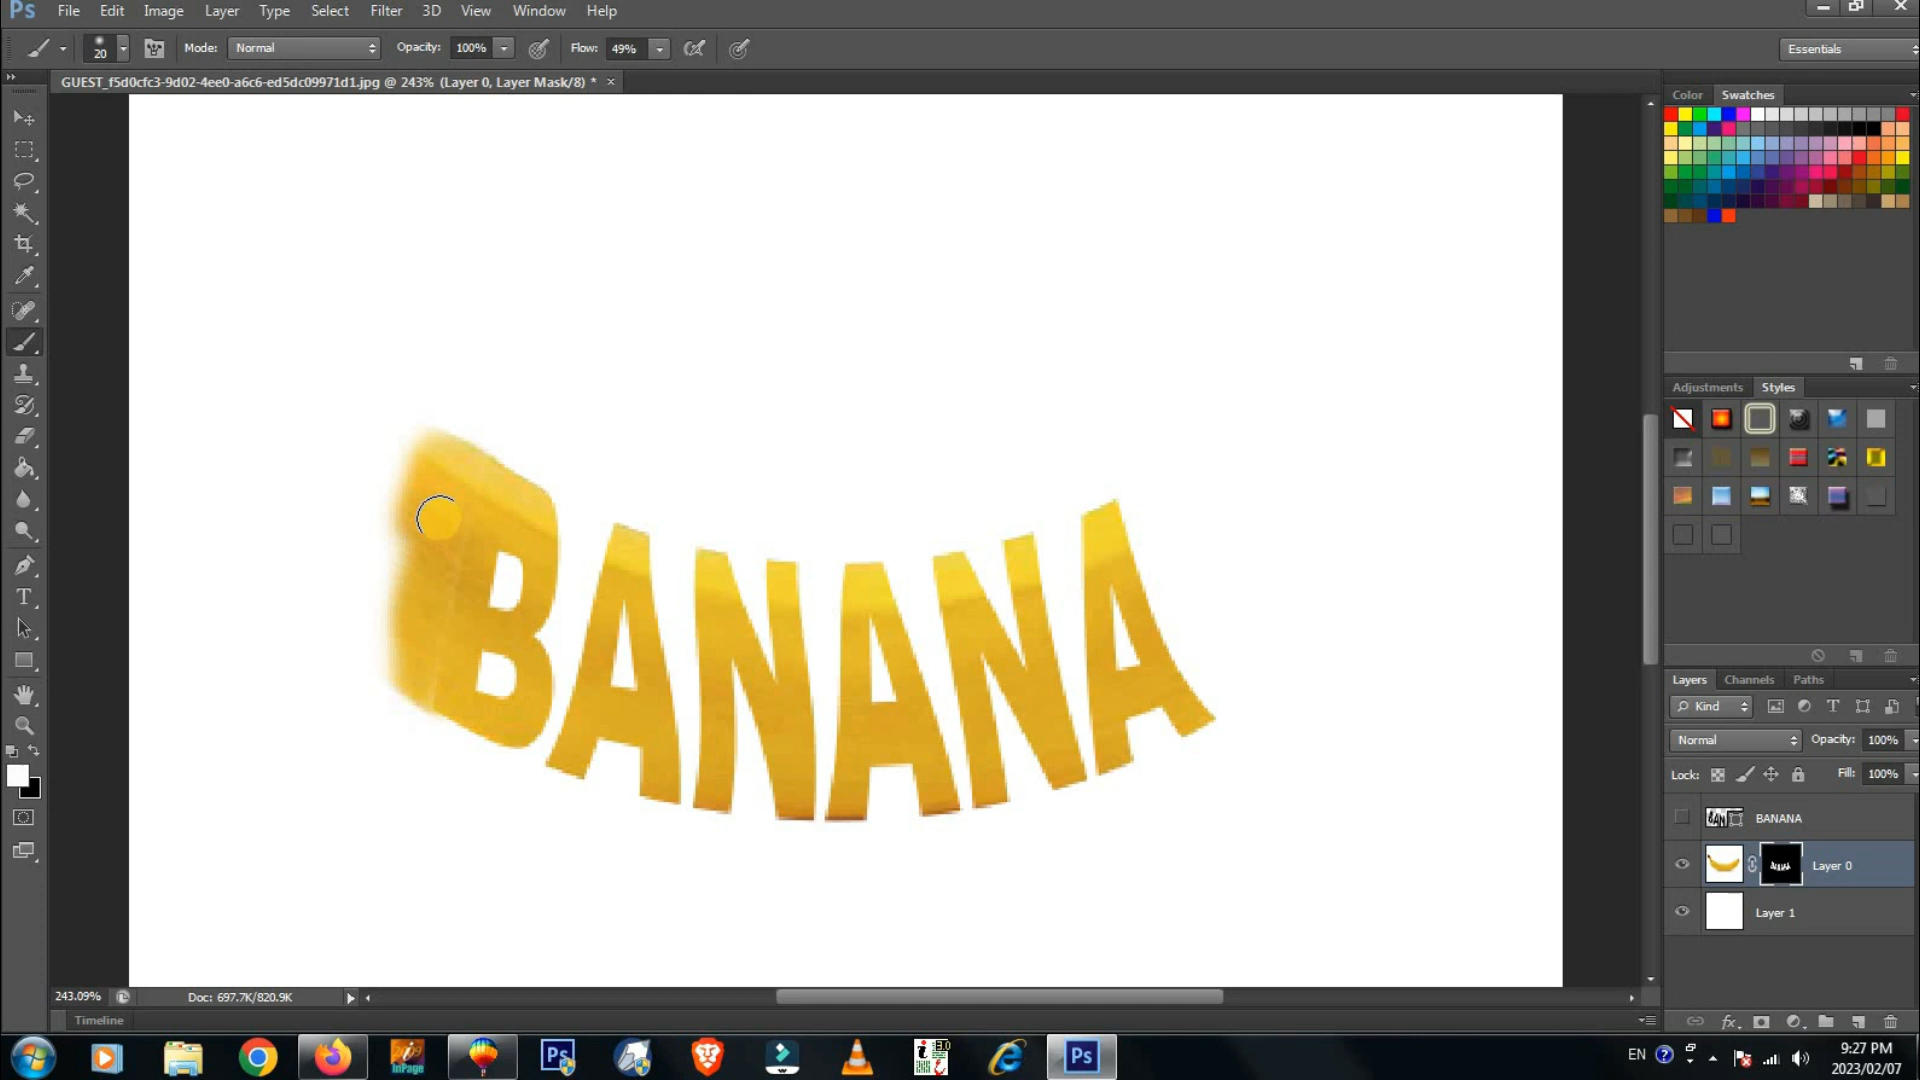 Ps File Edit Image Layer Type Select Filter 3D View Window Help
20 Mode: Normal Opacity: 100% Flow: 49% Essentials
GUEST_f5d0cfc3-9d02-4ee0-a6c6-ed5dc09971d1.jpg @ 243% (Layer 0, Layer Mask/8) *
Color Swatches
Adjustments Styles
BANANA
Layers Channels Paths
Kind
Normal Opacity: 100%
Lock: Fill: 100%
BANANA
Layer 0
Layer 1
243.09% Doc: 697.7K/820.9K
Timeline
EN 9:27 PM
2023/02/07